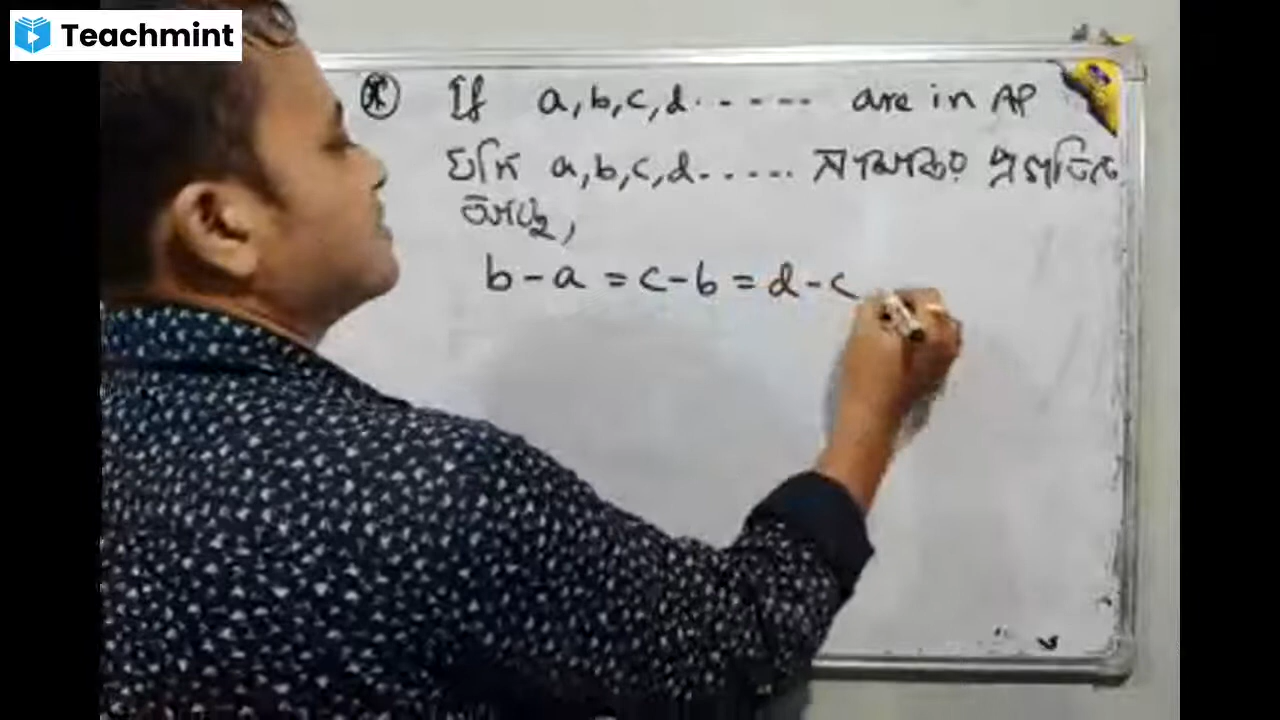 Teachmint
If a, b, c, d ------ are in AP
যদি a, b, c, d ------ সমান্তর প্রগতিত
b - a = c - b = d - c